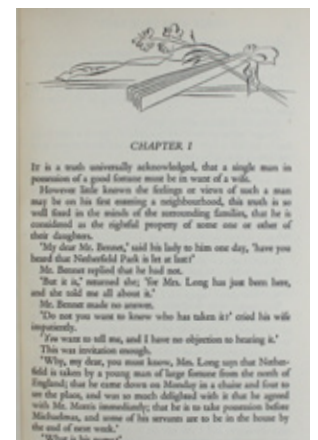 CHAPTER I
IT is a truth universally acknowledged, that a single man in
possession of a good fortune must be in want of a wife.
However little known the feelings or views of such a man
may be on his first entering a neighbourhood, this truth is so
well fixed in the minds of the surrounding families, that he is
considered as the rightful property of some one or other of
their daughters.
'My dear Mr. Bennet,' said his lady to him one day, 'have you
heard that Netherfield Park is let at last?'
Mr. Bennet replied that he had not.
'But it is,' returned she; 'for Mrs. Long has just been here,
and she told me all about it.'
Mr. Bennet made no answer.
'Do not you want to know who has taken it?' cried his wife
impatiently.
'You want to tell me, and I have no objection to hearing it.'
This was invitation enough.
'Why, my dear, you must know, Mrs. Long says that Nether-
field is taken by a young man of large fortune from the north of
England; that he came down on Monday in a chaise and four to
see the place, and was so much delighted with it that he agreed
with Mr. Morris immediately; that he is to take possession before
Michaelmas, and some of his servants are to be in the house by
the end of next week.'
'What is his name?'